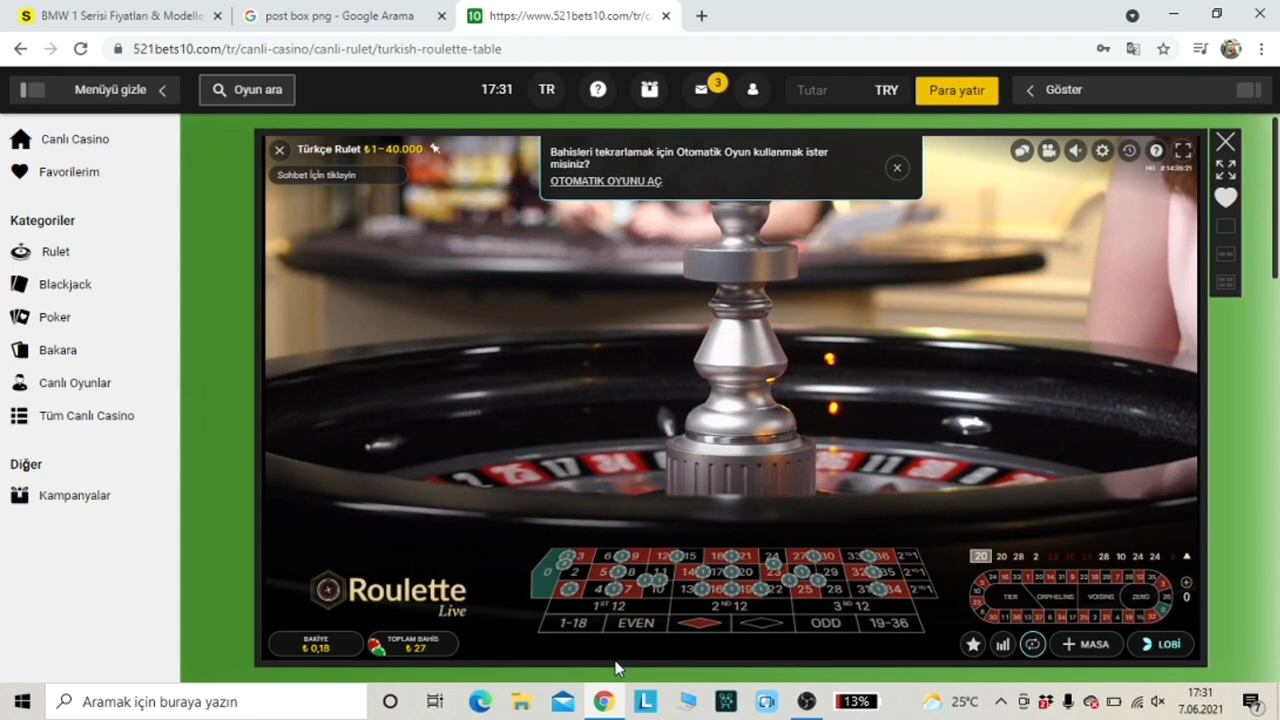 BMW 1 Serisi Fiyatları & Modelle
post box png - Google Arama
https://www.521bets10.com/tr/c
521bets10.com/tr/canli-casino/canli-rulet/turkish-roulette-table
Menüyü gizle
Oyun ara
17:31
TR
3
Tutar
TRY
Para yatır
Göster
Canlı Casino
Favorilerim
Kategoriler
Rulet
Blackjack
Poker
Bakara
Canlı Oyunlar
Tüm Canlı Casino
Diğer
Kampanyalar
Türkçe Rulet ₺1–40.000
Sohbet için tıklayın
Bahisleri tekrarlamak için Otomatik Oyun kullanmak ister
misiniz?
OTOMATIK OYUNU AÇ
Roulette
Live
BAKİYE
₺ 0,18
TOPLAM BAHİS
₺ 27
1ST 12
2ND 12
3RD 12
1-18
EVEN
ODD
19-36
20 20 28 2 23 30 23 28 10 24 24
TIER
ORPHELINS
VOISINS
ZERO
0
MASA
LOBİ
Aramak için buraya yazın
13%
25°C
17:31
7.06.2021